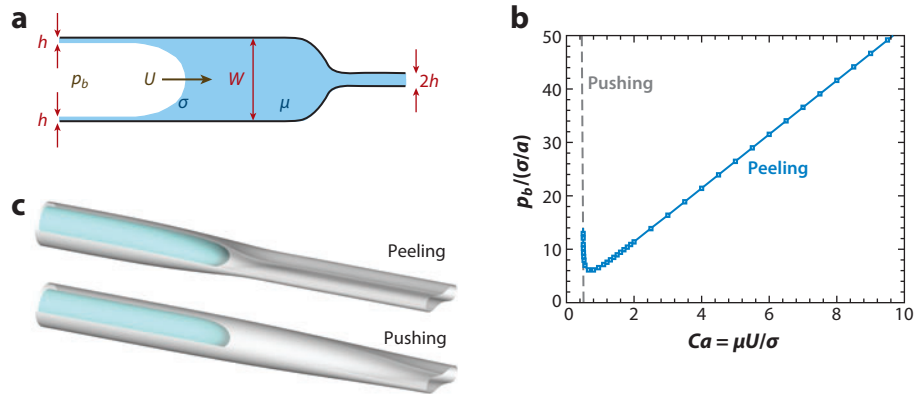 a
h
p_b
U
σ
W
μ
2h
h
b
50
40
30
20
10
0
p_b/(σ/a)
Pushing
Peeling
0 2 4 6 8 10
Ca = μU/σ
c
Peeling
Pushing